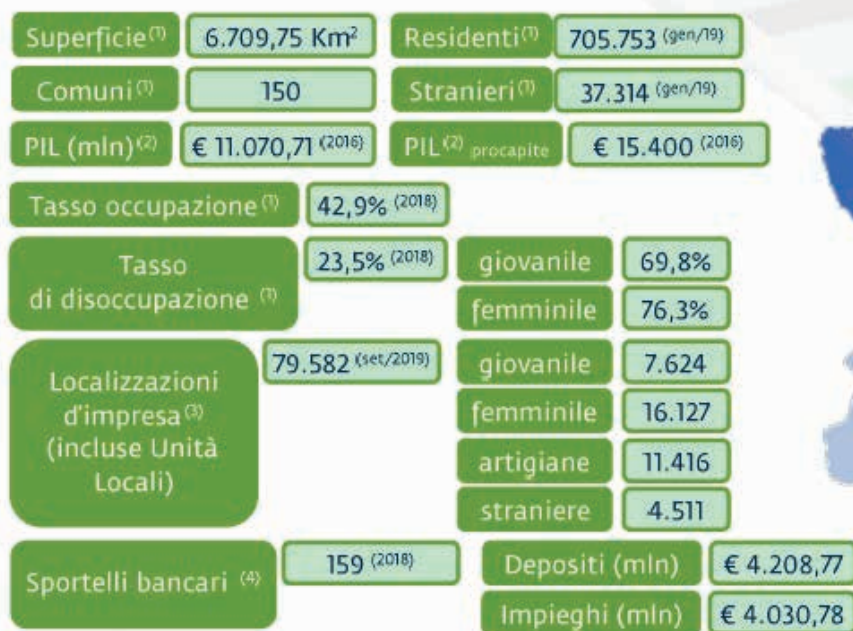 Superficie(1) 6.709,75 Km² Residenti(1) 705.753 (gen/19)
Comuni(1) 150 Stranieri(1) 37.314 (gen/19)
PIL (mln)(2) € 11.070,71 (2016) PIL(2) procapite € 15.400 (2016)
Tasso occupazione(1) 42,9% (2018)
Tasso
di disoccupazione (1)
23,5% (2018)
giovanile 69,8%
femminile 76,3%
Localizzazioni
d'impresa(3)
(incluse Unità
Locali)
79.582 (set/2019)
giovanile 7.624
femminile 16.127
artigiane 11.416
straniere 4.511
Sportelli bancari (4) 159 (2018)
Depositi (mln) € 4.208,77
Impieghi (mln) € 4.030,78